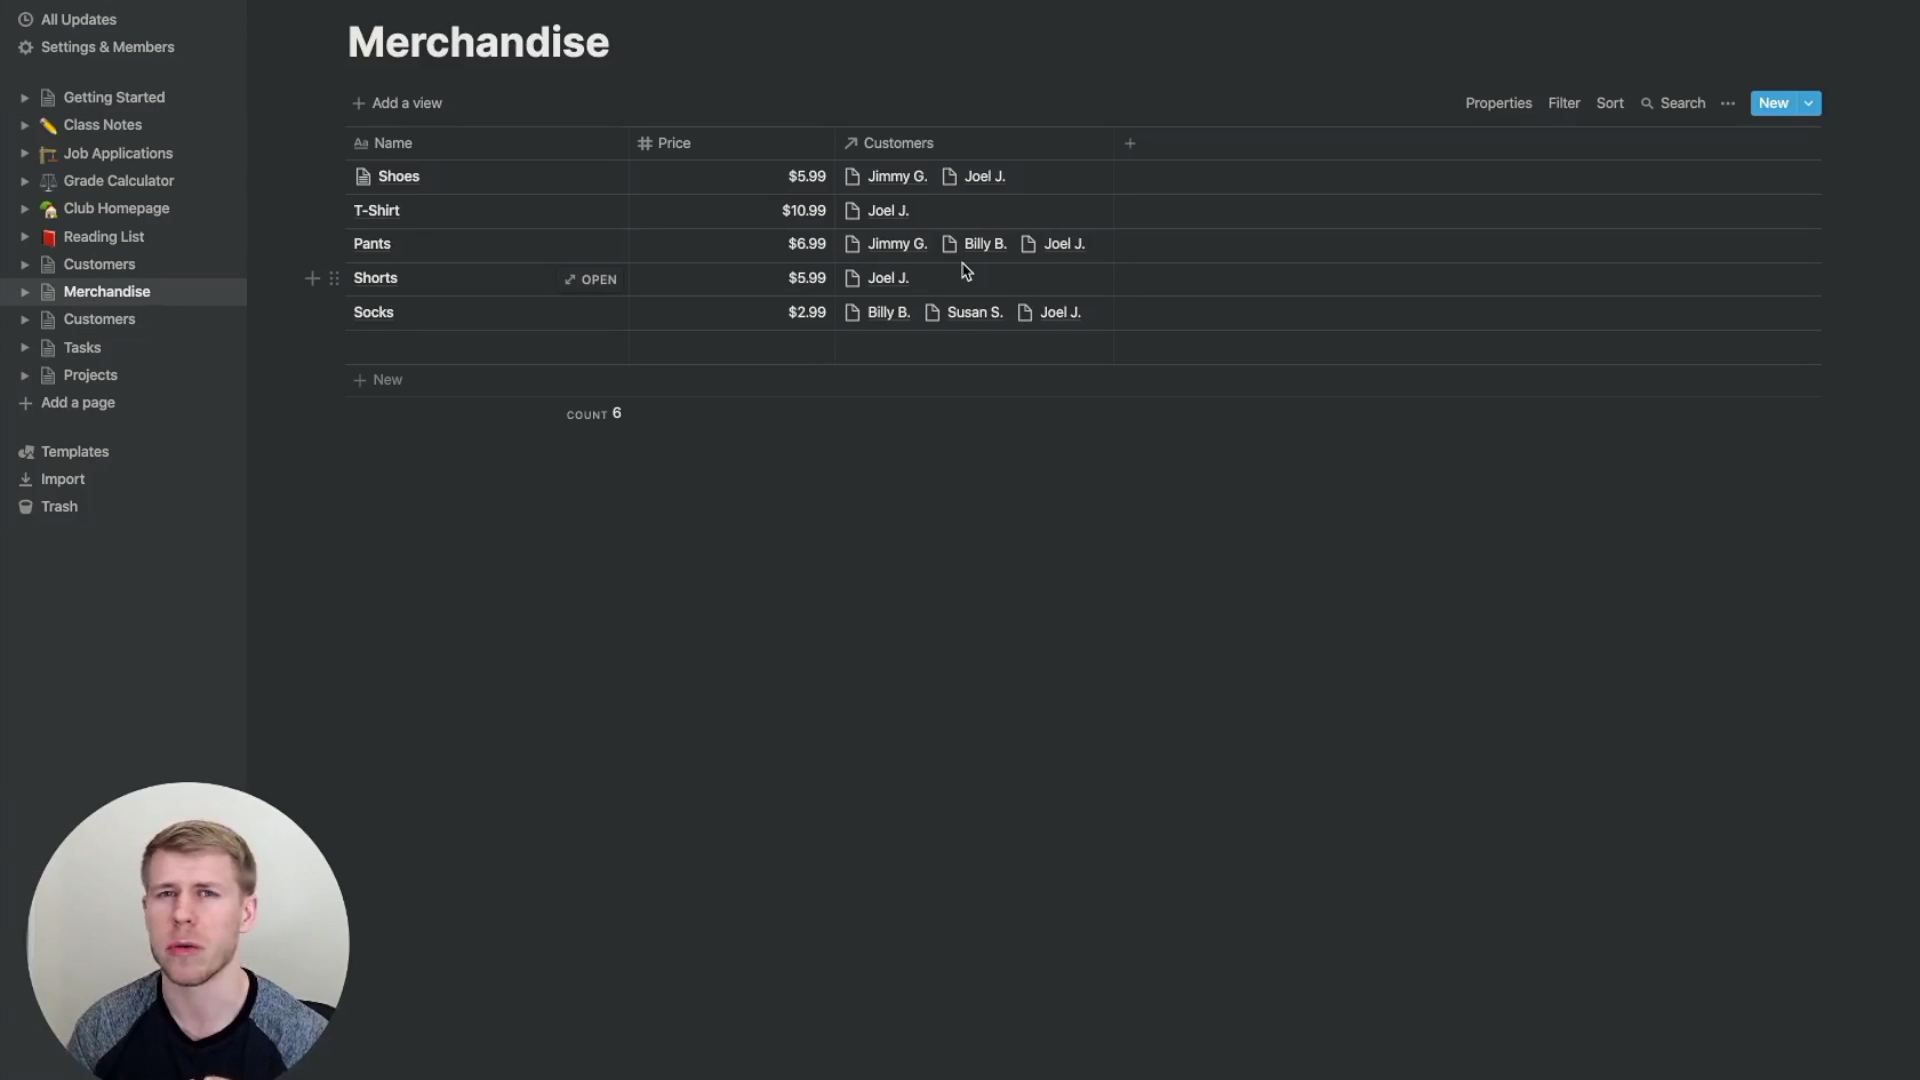 All Updates
Settings & Members
Getting Started
Class Notes
Job Applications
Grade Calculator
Club Homepage
Reading List
Customers
Merchandise
Customers
Tasks
Projects
Add a page
Templates
Import
Trash
Merchandise
Add a view
Properties Filter Sort Search New
Aa Name Price Customers
Shoes $5.99 Jimmy G. Joel J.
T-Shirt $10.99 Joel J.
Pants $6.99 Jimmy G. Billy B. Joel J.
Shorts OPEN $5.99 Joel J.
Socks $2.99 Billy B. Susan S. Joel J.
New
COUNT 6